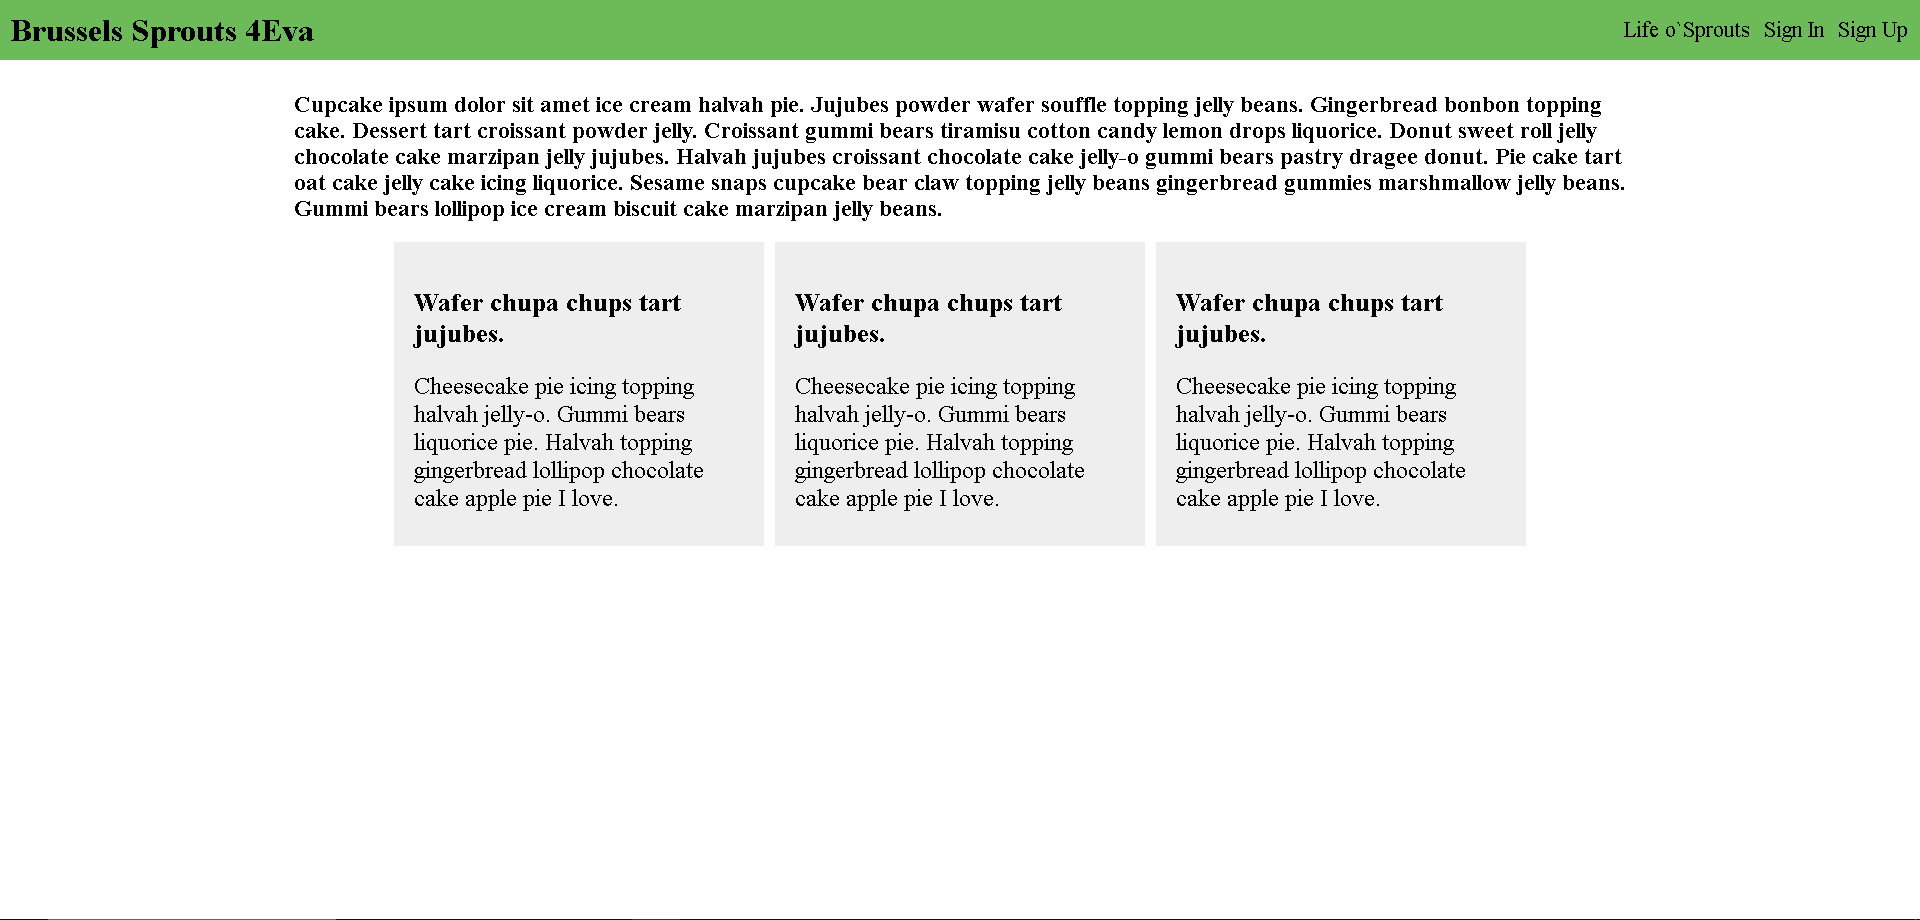 Brussels Sprouts 4Eva
Life o`Sprouts Sign In Sign Up
Cupcake ipsum dolor sit amet ice cream halvah pie. Jujubes powder wafer souffle topping jelly beans. Gingerbread bonbon topping
cake. Dessert tart croissant powder jelly. Croissant gummi bears tiramisu cotton candy lemon drops liquorice. Donut sweet roll jelly
chocolate cake marzipan jelly jujubes. Halvah jujubes croissant chocolate cake jelly-o gummi bears pastry dragee donut. Pie cake tart
oat cake jelly cake icing liquorice. Sesame snaps cupcake bear claw topping jelly beans gingerbread gummies marshmallow jelly beans.
Gummi bears lollipop ice cream biscuit cake marzipan jelly beans.
Wafer chupa chups tart
jujubes.
Cheesecake pie icing topping
halvah jelly-o. Gummi bears
liquorice pie. Halvah topping
gingerbread lollipop chocolate
cake apple pie I love.
Wafer chupa chups tart
jujubes.
Cheesecake pie icing topping
halvah jelly-o. Gummi bears
liquorice pie. Halvah topping
gingerbread lollipop chocolate
cake apple pie I love.
Wafer chupa chups tart
jujubes.
Cheesecake pie icing topping
halvah jelly-o. Gummi bears
liquorice pie. Halvah topping
gingerbread lollipop chocolate
cake apple pie I love.